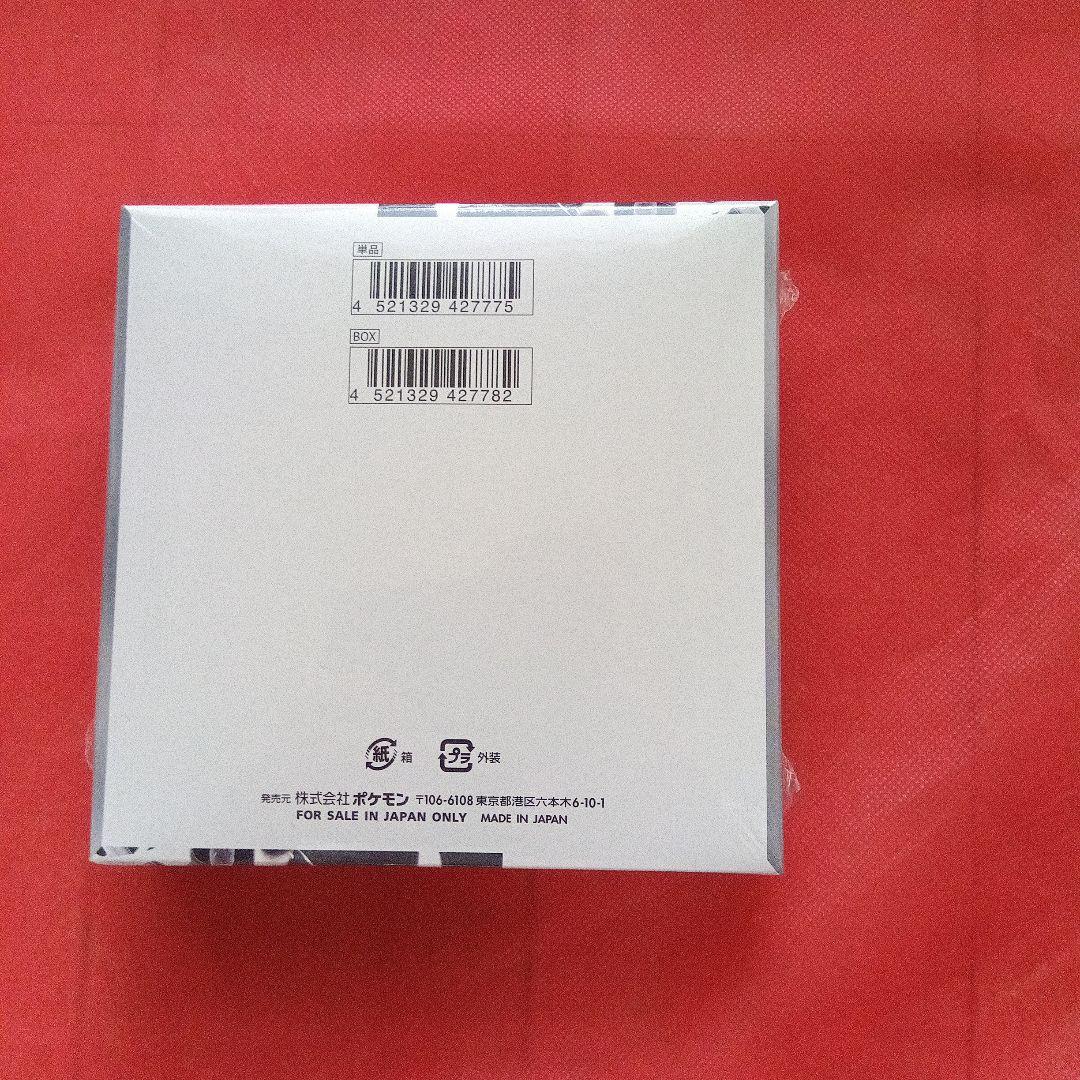 単品
4 521329 427775
BOX
4 521329 427782
紙 箱 プラ 外装
発売元 株式会社ポケモン 〒106-6108 東京都港区六本木6-10-1
FOR SALE IN JAPAN ONLY MADE IN JAPAN